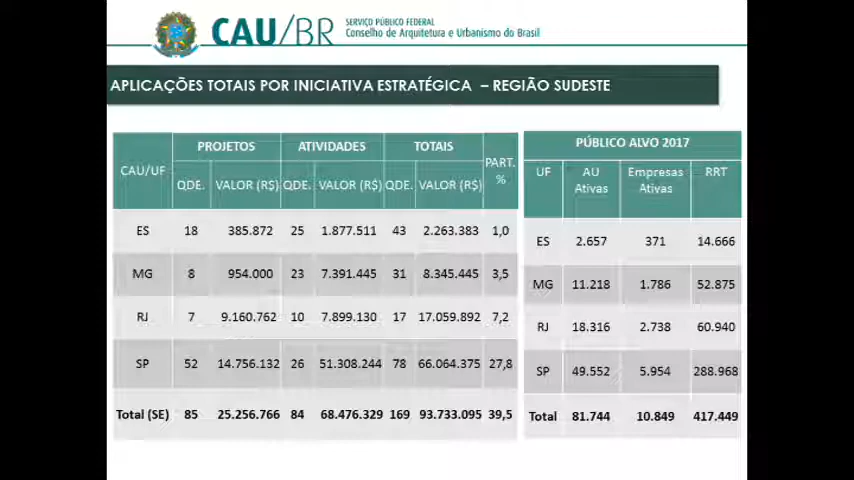 CAU/BR
SERVIÇO PÚBLICO FEDERAL
Conselho de Arquitetura e Urbanismo do Brasil
APLICAÇÕES TOTAIS POR INICIATIVA ESTRATÉGICA – REGIÃO SUDESTE
CAU/UF PROJETOS ATIVIDADES TOTAIS PART. %
QDE. VALOR (R$) QDE. VALOR (R$) QDE. VALOR (R$)
ES 18 385.872 25 1.877.511 43 2.263.383 1,0
MG 8 954.000 23 7.391.445 31 8.345.445 3,5
RJ 7 9.160.762 10 7.899.130 17 17.059.892 7,2
SP 52 14.756.132 26 51.308.244 78 66.064.375 27,8
Total (SE) 85 25.256.766 84 68.476.329 169 93.733.095 39,5
PÚBLICO ALVO 2017
UF AU Ativas Empresas Ativas RRT
ES 2.657 371 14.666
MG 11.218 1.786 52.875
RJ 18.316 2.738 60.940
SP 49.552 5.954 288.968
Total 81.744 10.849 417.449